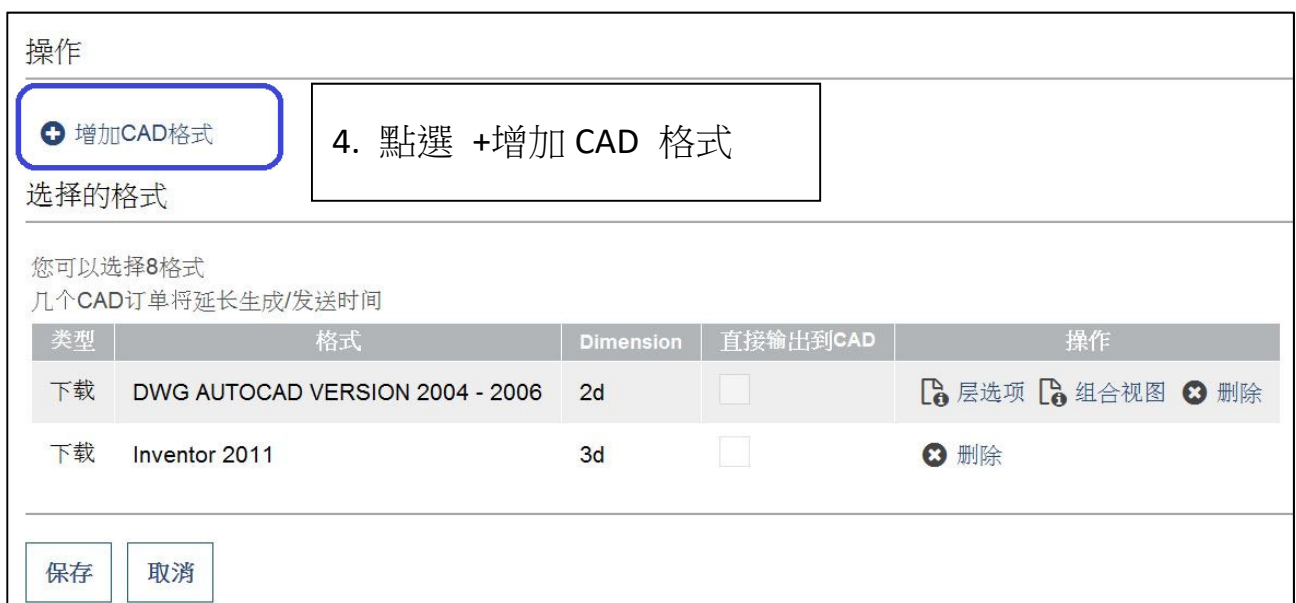 操作
增加CAD格式
4. 點選 +增加 CAD 格式
选择的格式
您可以选择8格式
几个CAD订单将延长生成/发送时间
类型 格式 Dimension 直接输出到CAD 操作
下载 DWG AUTOCAD VERSION 2004 - 2006 2d 层选项 组合视图 删除
下载 Inventor 2011 3d 删除
保存 取消